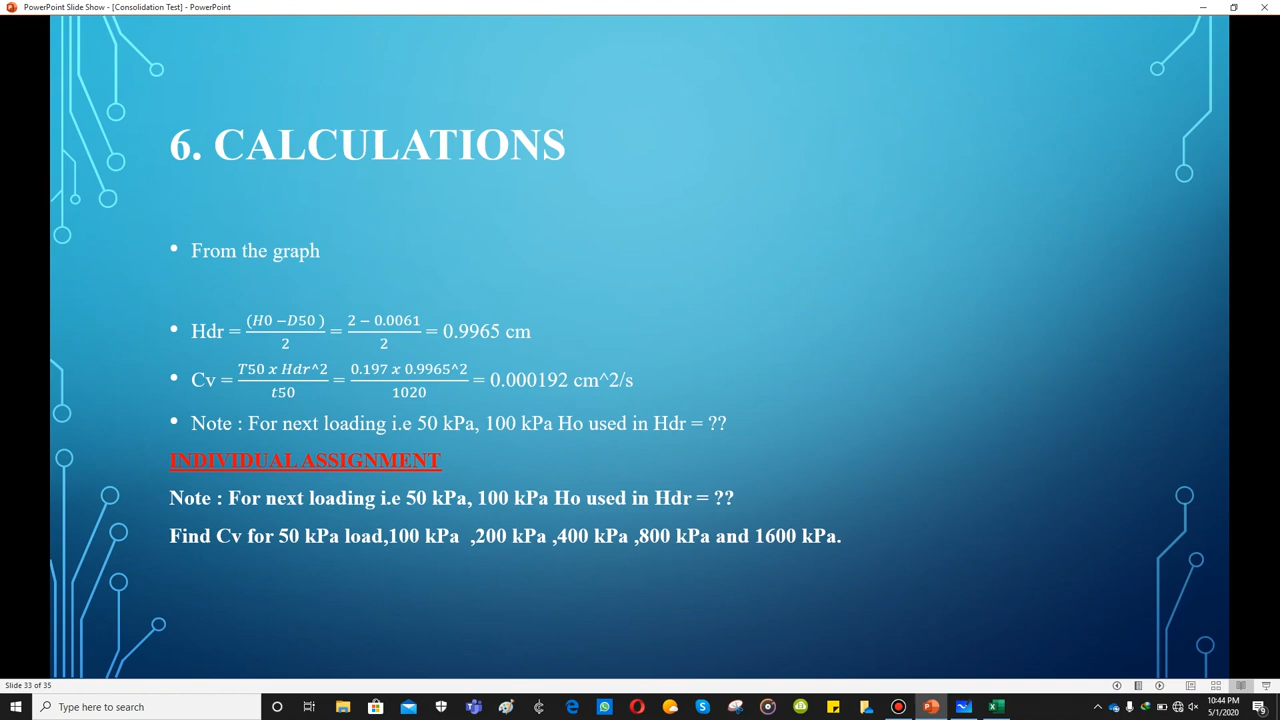 PowerPoint Slide Show - [Consolidation Test] - PowerPoint
6. CALCULATIONS
• From the graph
• Hdr = (H0 −D50 )/2 = 2 − 0.0061/2 = 0.9965 cm
• Cv = T50 x Hdr^2/t50 = 0.197 x 0.9965^2/1020 = 0.000192 cm^2/s
• Note : For next loading i.e 50 kPa, 100 kPa Ho used in Hdr = ??
INDIVIDUAL ASSIGNMENT
Note : For next loading i.e 50 kPa, 100 kPa Ho used in Hdr = ??
Find Cv for 50 kPa load,100 kPa ,200 kPa ,400 kPa ,800 kPa and 1600 kPa.
Slide 33 of 35
Type here to search
10:44 PM
5/1/2020